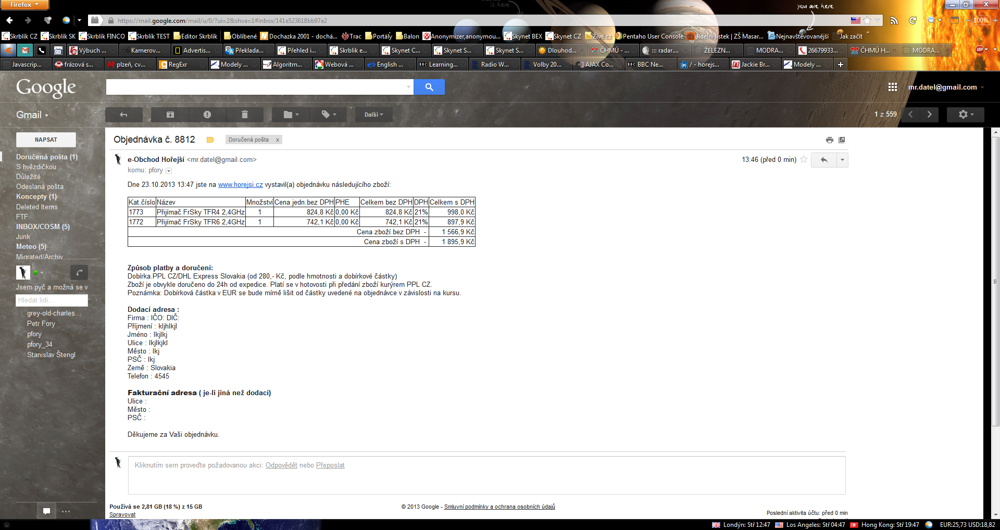 Firefox
is here
you are here
https://mail.google.com/mail/u/0/?ui=2&shva=1#inbox/141e523618bb97e2
100%
Skrblík CZ Skrblík SK Skrblík FINCO Skrblík TEST Editor Skrblík Oblíbené Dochazka 2001 - dochá... Trac Portály Balon Anonymizer,anonymou... Skynet BEX Skynet CZ Živě.cz Pentaho User Console Jídelní lístek | ZŠ Masar... Nejnavštěvovanější Jak začít
Výbuch ... Kamerov... Advertis... Překlada... Přehled i... Skrblik e... Skynet C... Skynet S... Skynet S... Dlouhod... ČHMÚ - ... ::: radar.... ŽELEZN... MODRA... 26679933... ČHMÚ H... MODRA... ABP
Javascrip... frázová s... plzeň, cv... RegExr Modely ... Algoritm... Webová ... English ... BBC Learning... Radio W... Volby 20... AJAX Co... BBC BBC Ne... / - horejs... Jackie Br... Modely ...
Google
mr.datel@gmail.com
Gmail
Další
1 z 559
NAPSAT
Doručená pošta (1)
S hvězdičkou
Důležité
Odeslaná pošta
Koncepty (1)
Deleted Items
FTF
INBOX/COSM (5)
Junk
Meteo (5)
Migrated/Archiv
Jsem pyč a možná se v
Hledat lidi...
grey-old-charles...
Petr Fory
pfory
pfory_34
Stanislav Štengl
Objednávka č. 8812
Doručená pošta x
e-Obchod Hořejší <mr.datel@gmail.com>
13:46 (před 0 min)
komu: pfory
Dne 23.10.2013 13:47 jste na www.horejsi.cz vystavil(a) objednávku následujícího zboží:
Kat.číslo Název Množství Cena jedn.bez DPH PHE Celkem bez DPH DPH Celkem s DPH
1773 Přijímač FrSky TFR4 2,4GHz 1 824,8 Kč 0,00 Kč 824,8 Kč 21% 998,0 Kč
1772 Přijímač FrSky TFR6 2,4GHz 1 742,1 Kč 0,00 Kč 742,1 Kč 21% 897,9 Kč
Cena zboží bez DPH - 1 566,9 Kč
Cena zboží s DPH - 1 895,9 Kč
Způsob platby a doručení:
Dobírka.PPL CZ/DHL Express Slovakia (od 280,- Kč, podle hmotnosti a dobírkové částky)
Zboží je obvykle doručeno do 24h od expedice. Platí se v hotovosti při předání zboží kurýrem PPL CZ.
Poznámka: Dobírková částka v EUR se bude mírně lišit od částky uvedené na objednávce v závislosti na kursu.
Dodací adresa :
Firma : IČO: DIČ:
Příjmení : kljhlkjl
Jméno : lkjlkj
Ulice : lkjlkjkl
Město : lkj
PSČ : lkj
Země : Slovakia
Telefon : 4545
Fakturační adresa ( je-li jiná než dodací)
Ulice :
Město :
PSČ :
Děkujeme za Vaši objednávku.
Kliknutím sem proveďte požadovanou akci: Odpovědět nebo Přeposlat
Používá se 2,81 GB (18 %) z 15 GB
Spravovat
© 2013 Google - Smluvní podmínky a ochrana osobních údajů
Poslední aktivita účtu: před 0 min
Londýn: Stř 12:47 Los Angeles: Stř 04:47 Hong Kong: Stř 19:47 EUR:25,73 USD:18,82